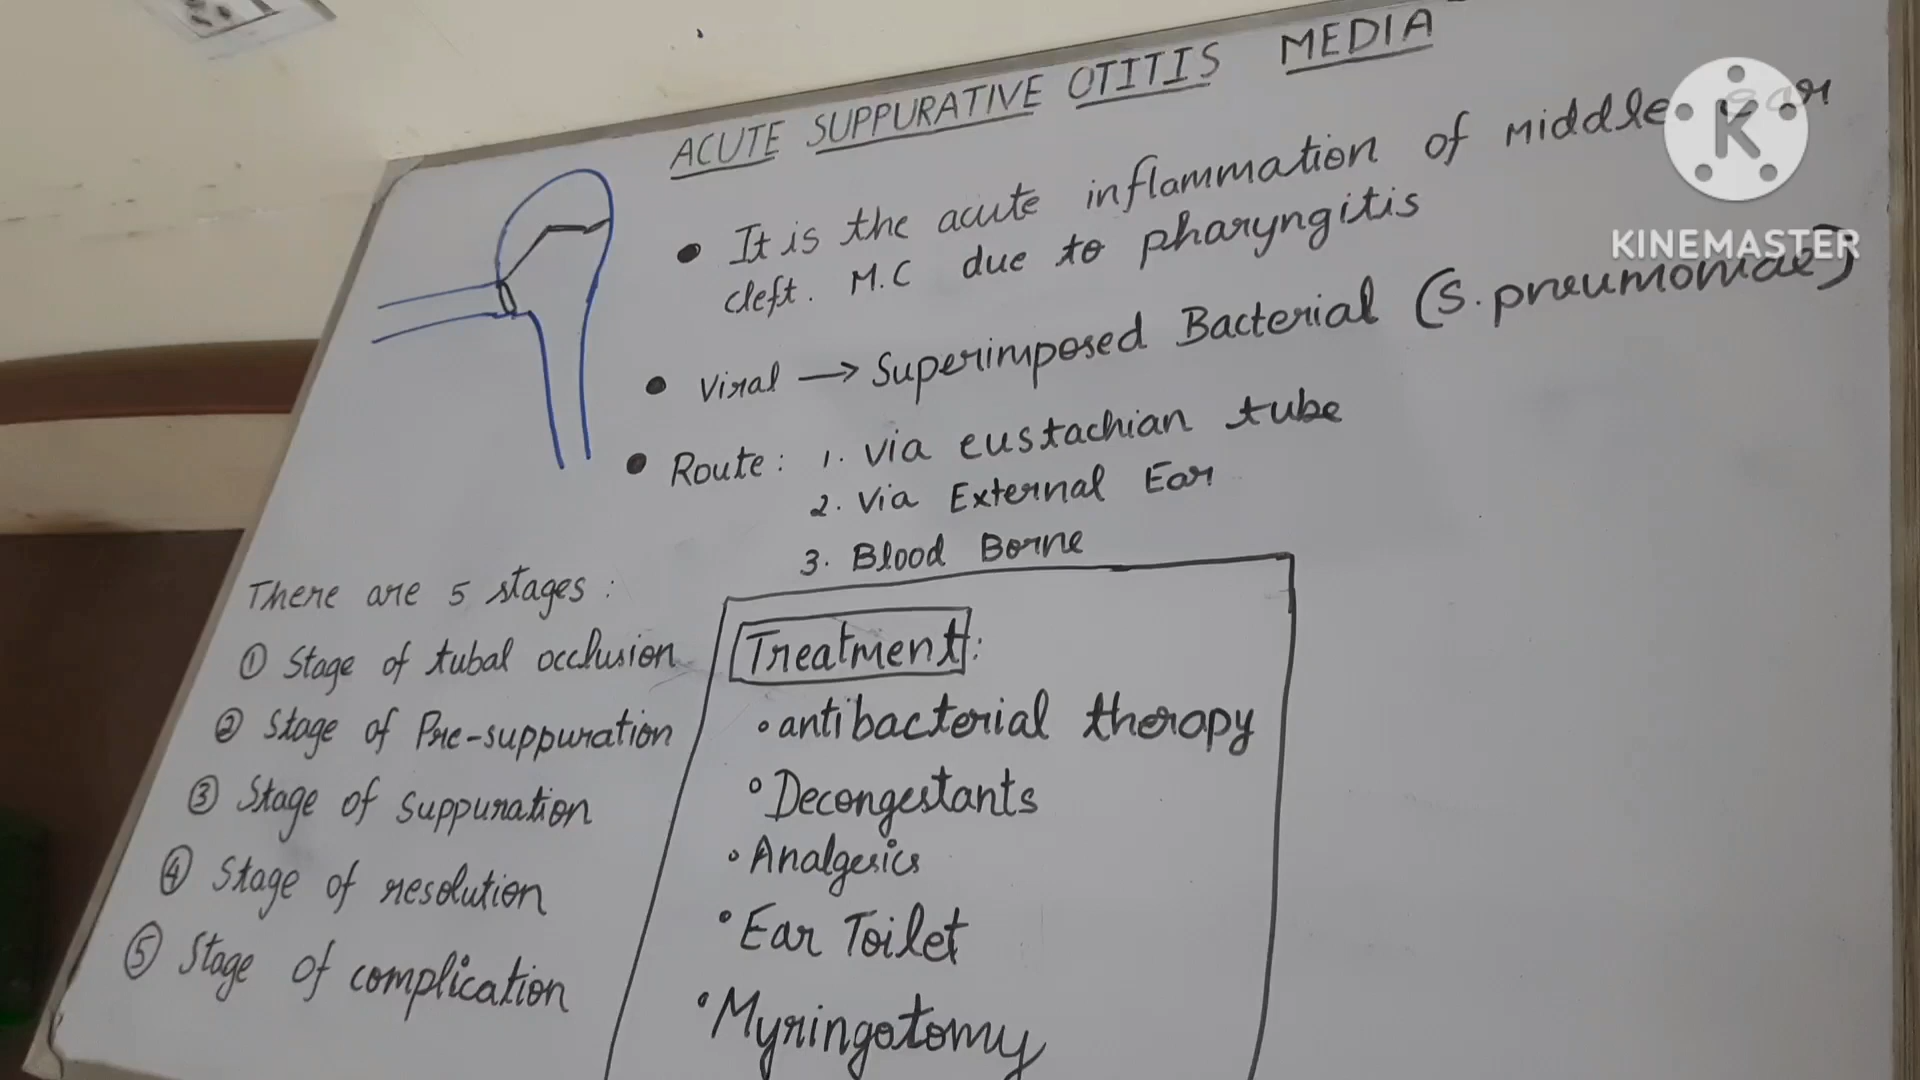 ACUTE SUPPURATIVE OTITIS MEDIA
• It is the acute inflammation of middle ear
cleft. M.C due to pharyngitis
• Viral → Superimposed Bacterial (S. pneumoniae)
• Route: 1. via eustachian tube
2. Via External Ear
3. Blood Borne
There are 5 stages:
① Stage of tubal occlusion
② Stage of Pre-suppuration
③ Stage of suppuration
④ Stage of resolution
⑤ Stage of complication
Treatment:
• antibacterial therapy
• Decongestants
• Analgesics
• Ear Toilet
• Myringotomy
K
KINEMASTER